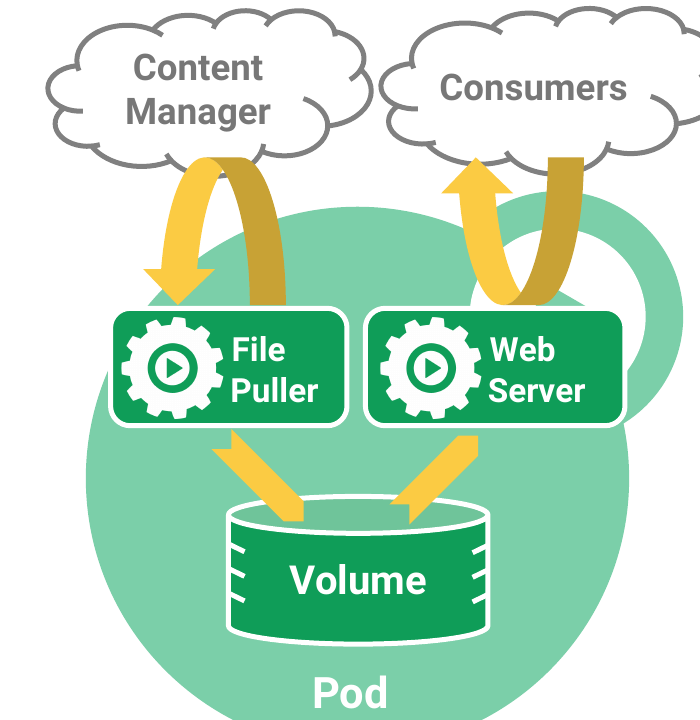 Content
Manager
Consumers
File
Puller
Web
Server
Volume
Pod